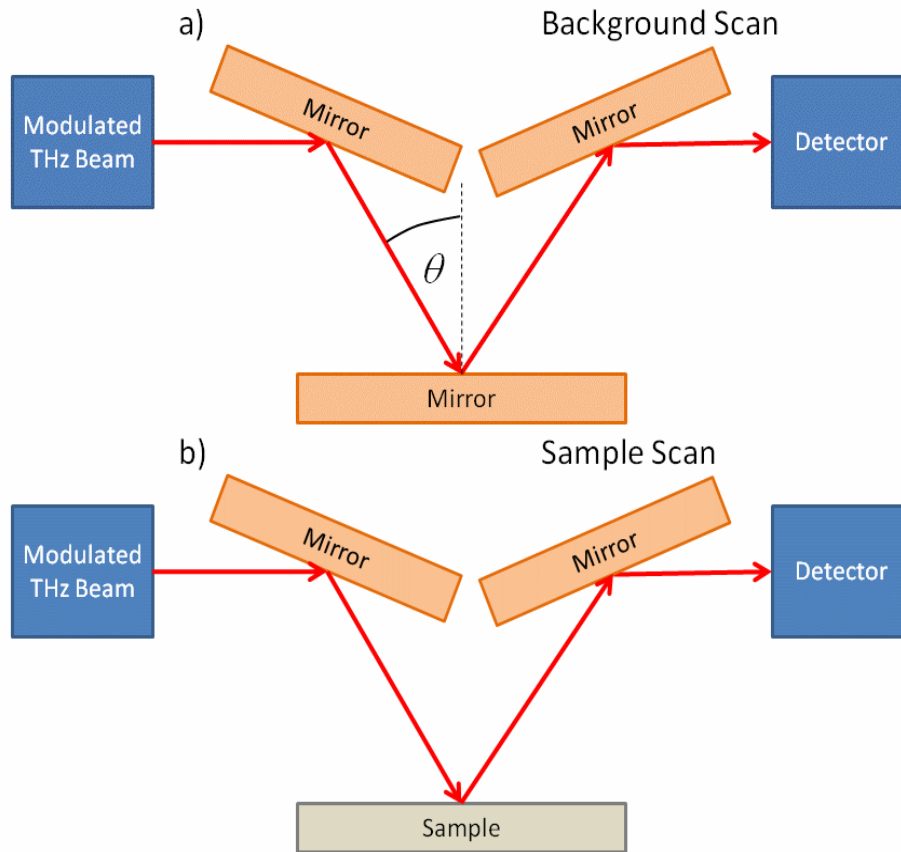 a)
Background Scan
Modulated
THz Beam
Mirror
Mirror
Detector
θ
Mirror
b)
Sample Scan
Modulated
THz Beam
Mirror
Mirror
Detector
Sample